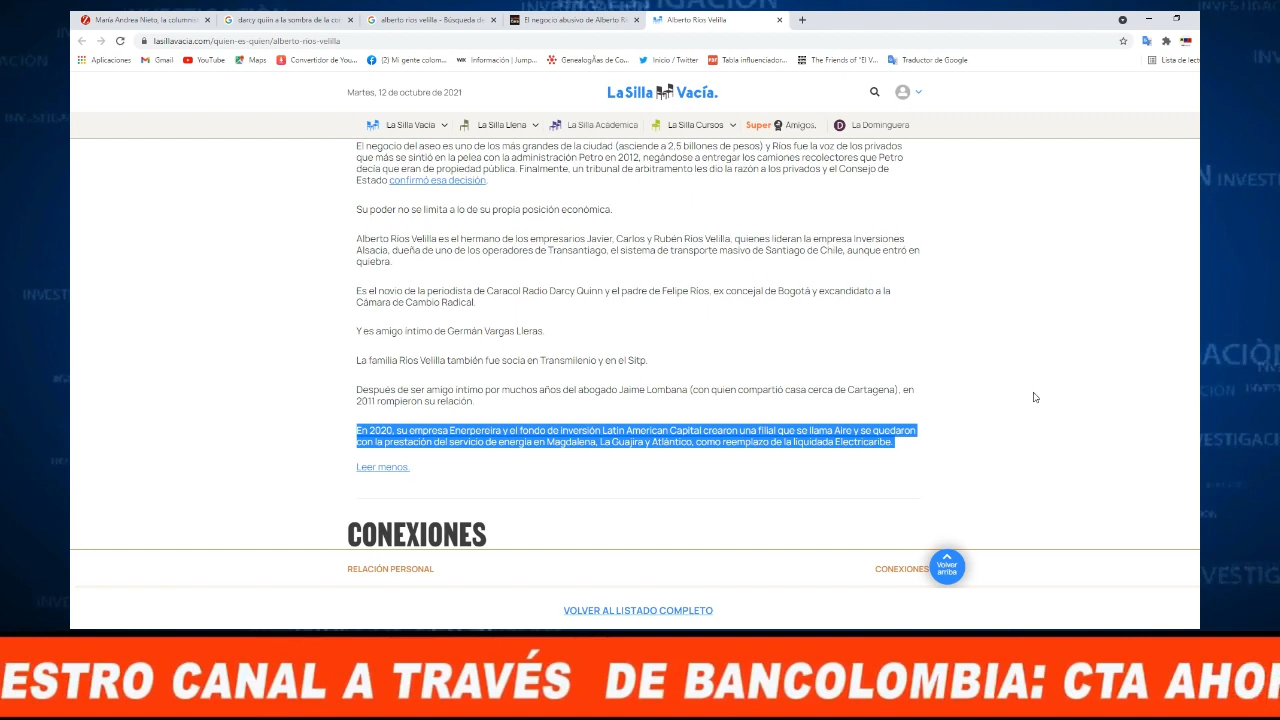 María Andrea Nieto, la columnist
darcy quiin a la sombra de la cor
alberto rios velilla - Búsqueda de
El negocio abusivo de Alberto Rí
Alberto Ríos Velilla
lasillavacia.com/quien-es-quien/alberto-rios-velilla
Aplicaciones
Gmail
YouTube
Maps
Convertidor de You...
(2) Mi gente colom...
Información | Jump...
GenealogÃas de Co...
Inicio / Twitter
Tabla influenciador...
The Friends of "El V...
Traductor de Google
Lista de lect
Martes, 12 de octubre de 2021
La Silla Vacía.
La Silla Vacía
La Silla Llena
La Silla Académica
La Silla Cursos
Super Amigos.
La Dominguera
El negocio del aseo es uno de los más grandes de la ciudad (asciende a 2,5 billones de pesos) y Ríos fue la voz de los privados
que más se sintió en la pelea con la administración Petro en 2012, negándose a entregar los camiones recolectores que Petro
decía que eran de propiedad pública. Finalmente, un tribunal de arbitramento les dio la razón a los privados y el Consejo de
Estado confirmó esa decisión.
Su poder no se limita a lo de su propia posición económica.
Alberto Ríos Velilla es el hermano de los empresarios Javier, Carlos y Rubén Ríos Velilla, quienes lideran la empresa Inversiones
Alsacia, dueña de uno de los operadores de Transantiago, el sistema de transporte masivo de Santiago de Chile, aunque entró en
quiebra.
Es el novio de la periodista de Caracol Radio Darcy Quinn y el padre de Felipe Ríos, ex concejal de Bogotá y excandidato a la
Cámara de Cambio Radical.
Y es amigo íntimo de Germán Vargas Lleras.
La familia Ríos Velilla también fue socia en Transmilenio y en el Sitp.
Después de ser amigo íntimo por muchos años del abogado Jaime Lombana (con quien compartió casa cerca de Cartagena), en
2011 rompieron su relación.
En 2020, su empresa Enerpereira y el fondo de inversión Latin American Capital crearon una filial que se llama Aire y se quedaron
con la prestación del servicio de energía en Magdalena, La Guajira y Atlántico, como reemplazo de la liquidada Electricaribe.
Leer menos.
CONEXIONES
RELACIÓN PERSONAL
CONEXIONES
Volver
arriba
VOLVER AL LISTADO COMPLETO
ESTRO CANAL A TRAVÉS DE BANCOLOMBIA: CTA AHOR